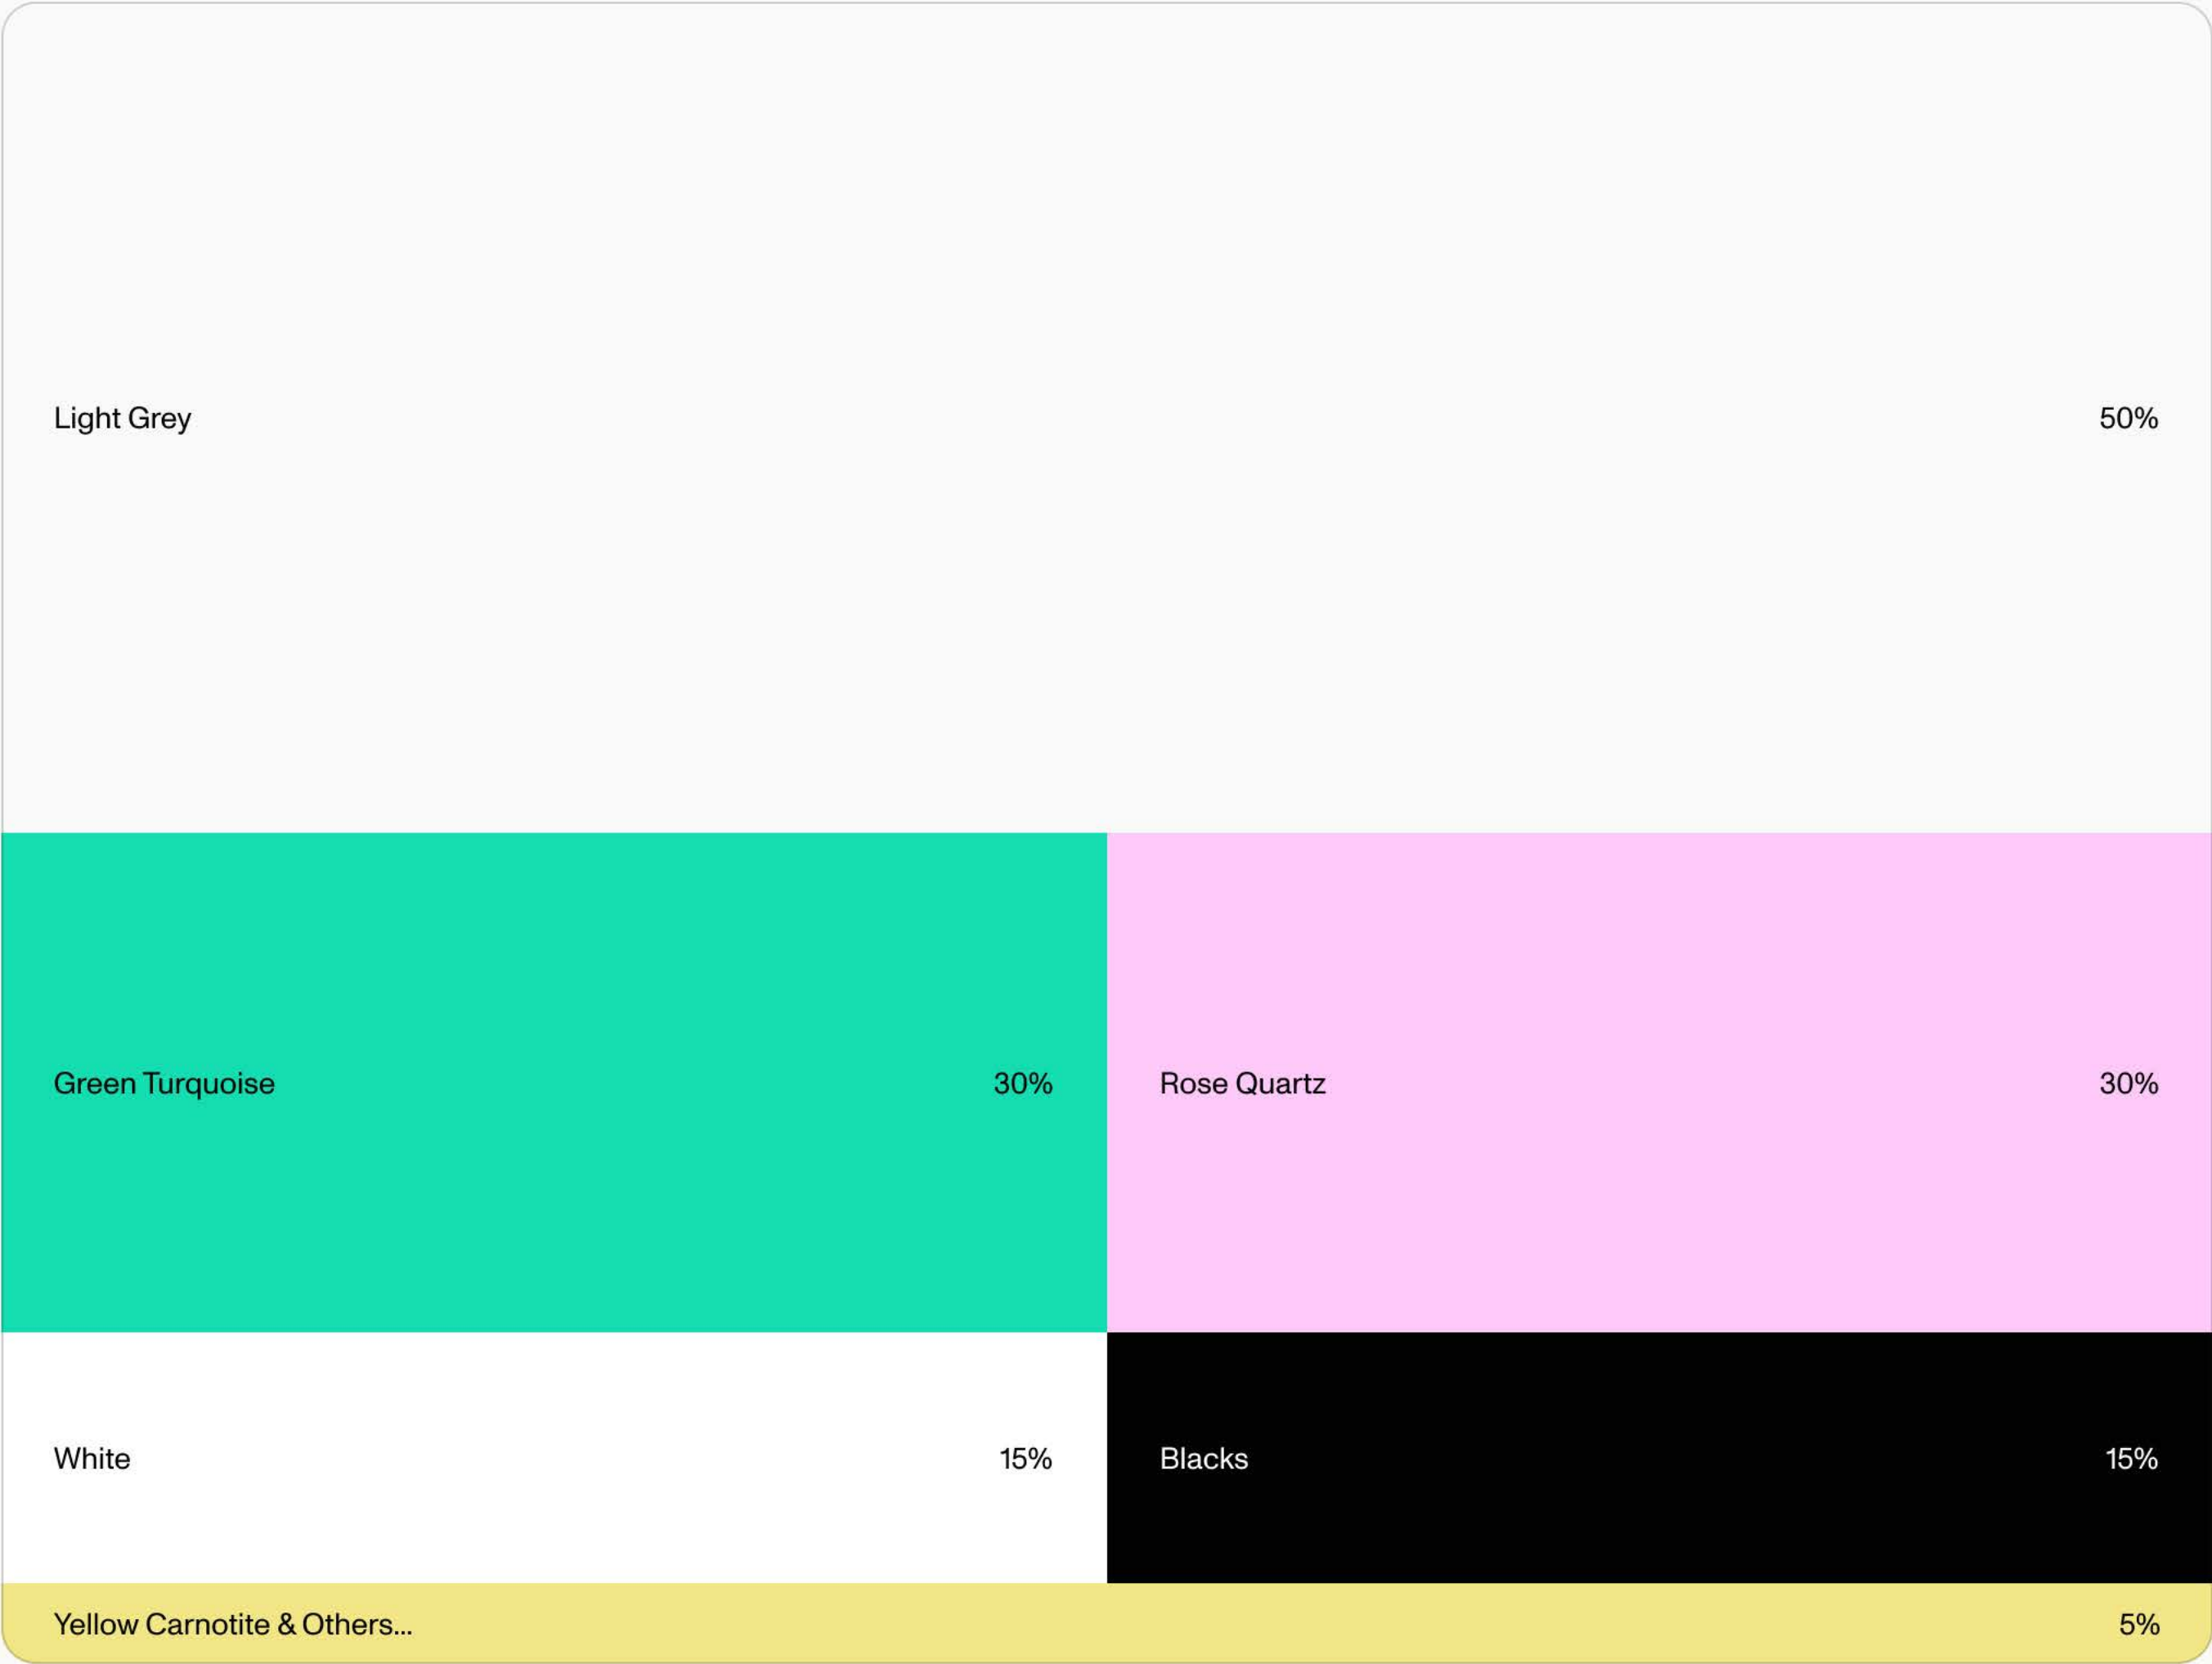 Light Grey 50%
Green Turquoise 30% Rose Quartz 30%
White 15% Blacks 15%
Yellow Carnotite & Others... 5%